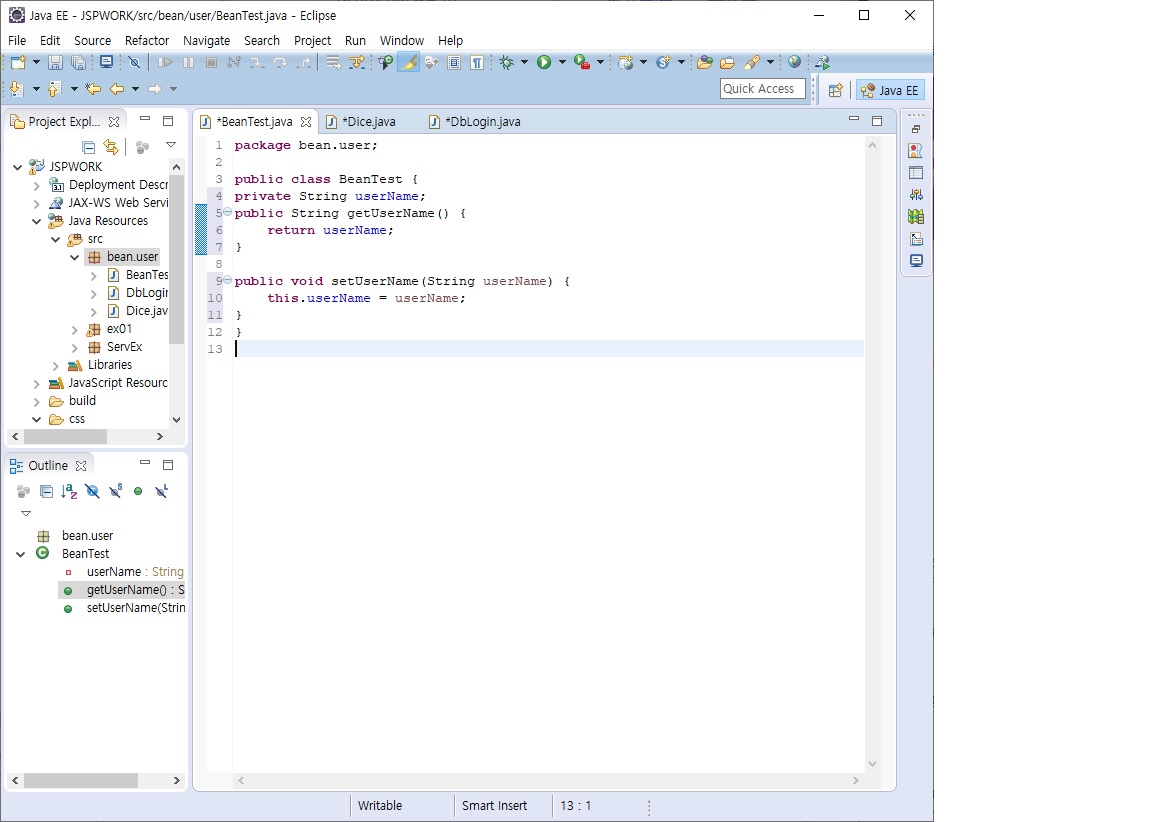 Java EE - JSPWORK/src/bean/user/BeanTest.java - Eclipse
File Edit Source Refactor Navigate Search Project Run Window Help
Quick Access
Java EE
Project Expl...
JSPWORK
Deployment Descr
JAX-WS Web Servi
Java Resources
src
bean.user
BeanTes
DbLogin
Dice.jav
ex01
ServEx
Libraries
JavaScript Resourc
build
css
Outline
bean.user
BeanTest
userName : String
getUserName() : S
setUserName(Strin
*BeanTest.java *Dice.java *DbLogin.java
1 package bean.user;
2
3 public class BeanTest {
4 private String userName;
5 public String getUserName() {
6 return userName;
7 }
8
9 public void setUserName(String userName) {
10 this.userName = userName;
11 }
12 }
13
Writable Smart Insert 13 : 1